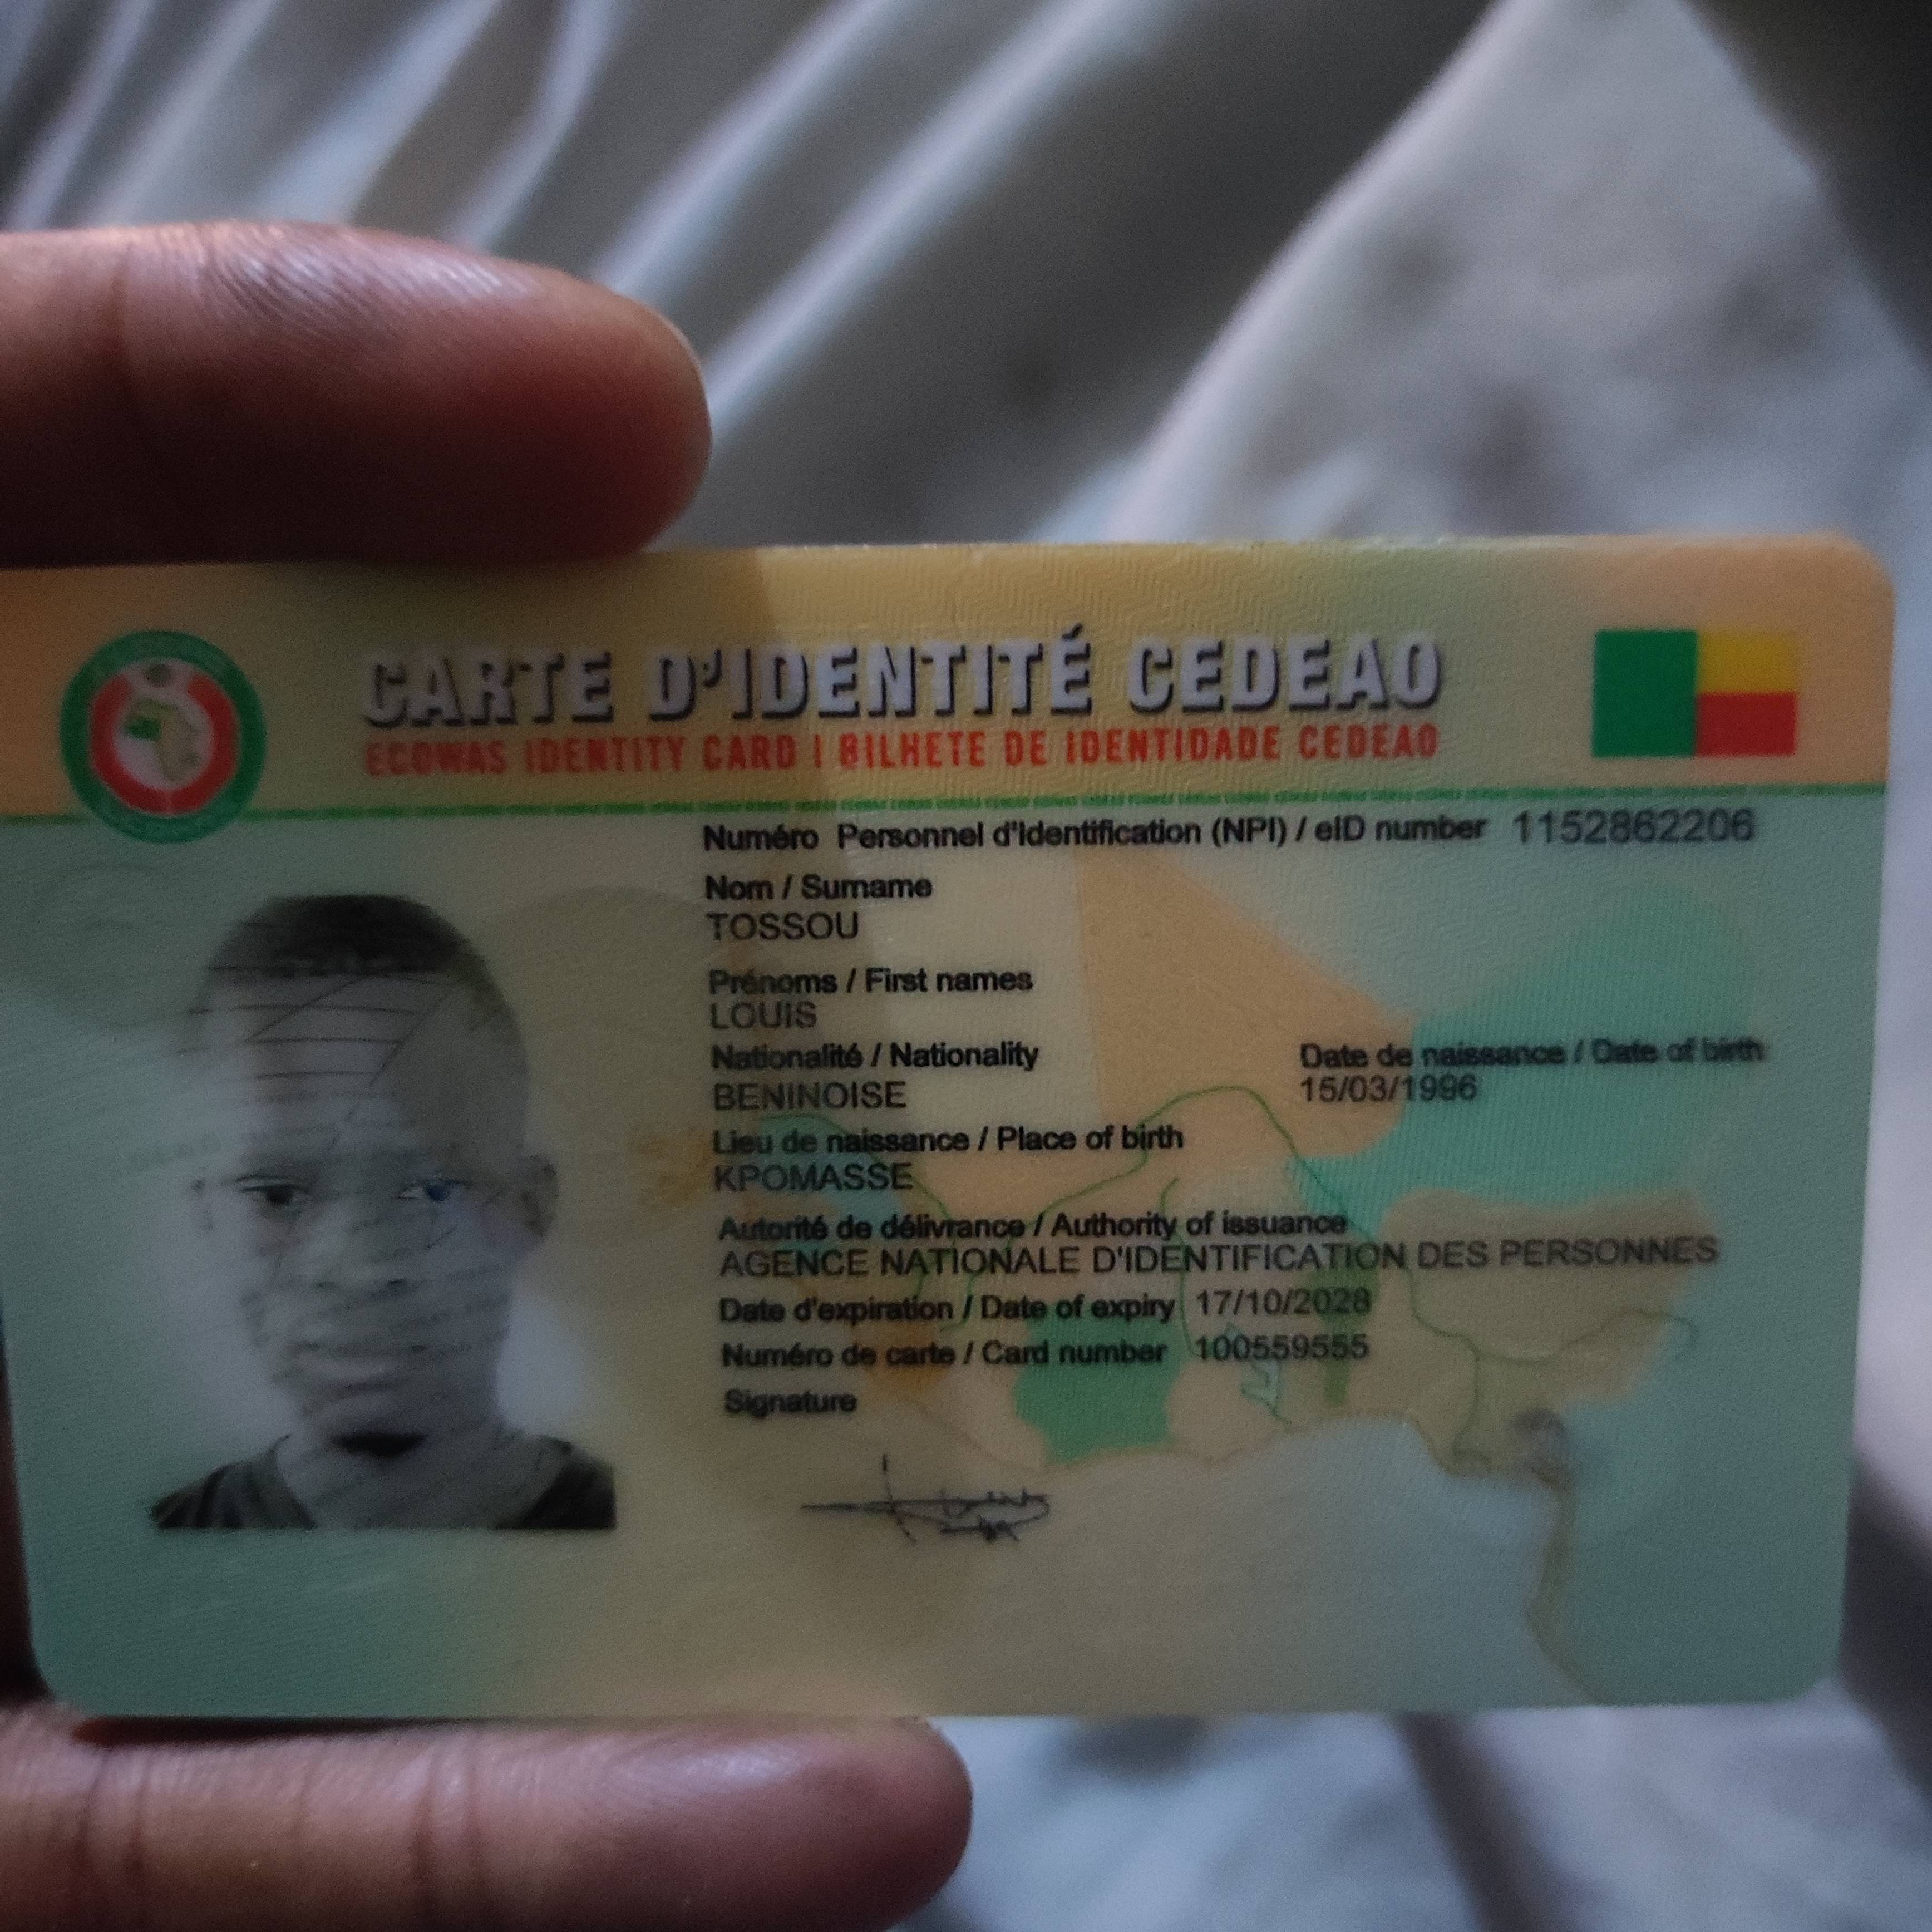 CARTE D'IDENTITÉ CEDEAO
ECOWAS IDENTITY CARD | BILHETE DE IDENTIDADE CEDEAO
Numéro Personnel d'Identification (NPI) / eID number 1152862206
Nom / Surname
TOSSOU
Prénoms / First names
LOUIS
Nationalité / Nationality
BENINOISE
Date de naissance / Date of birth
15/03/1996
Lieu de naissance / Place of birth
KPOMASSE
Autorité de délivrance / Authority of issuance
AGENCE NATIONALE D'IDENTIFICATION DES PERSONNES
Date d'expiration / Date of expiry 17/10/2028
Numéro de carte / Card number 100559555
Signature